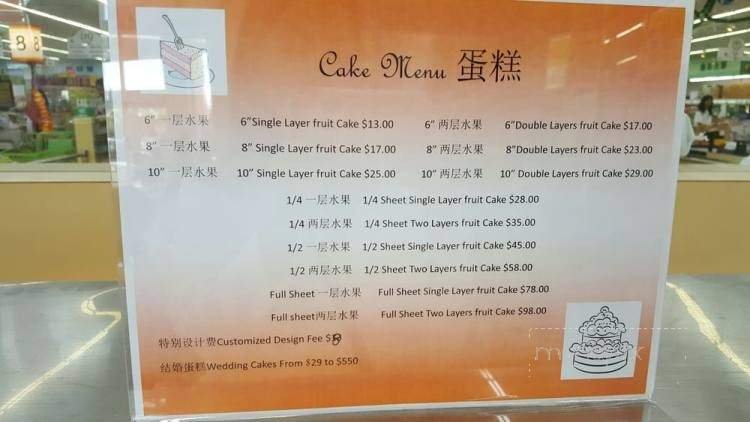 8 8
Cake Menu 蛋糕
6" 一层水果 6"Single Layer fruit Cake $13.00 6" 两层水果 6"Double Layers fruit Cake $17.00
8" 一层水果 8" Single Layer fruit Cake $17.00 8" 两层水果 8"Double Layers fruit Cake $23.00
10" 一层水果 10" Single Layer fruit Cake $25.00 10" 两层水果 10" Double Layers fruit Cake $29.00
1/4 一层水果 1/4 Sheet Single Layer fruit Cake $28.00
1/4 两层水果 1/4 Sheet Two Layers fruit Cake $35.00
1/2 一层水果 1/2 Sheet Single Layer fruit Cake $45.00
1/2 两层水果 1/2 Sheet Two Layers fruit Cake $58.00
Full Sheet 一层水果 Full Sheet Single Layer fruit Cake $78.00
Full sheet两层水果 Full Sheet Two Layers fruit Cake $98.00
特别设计费Customized Design Fee $8
结婚蛋糕Wedding Cakes From $29 to $550